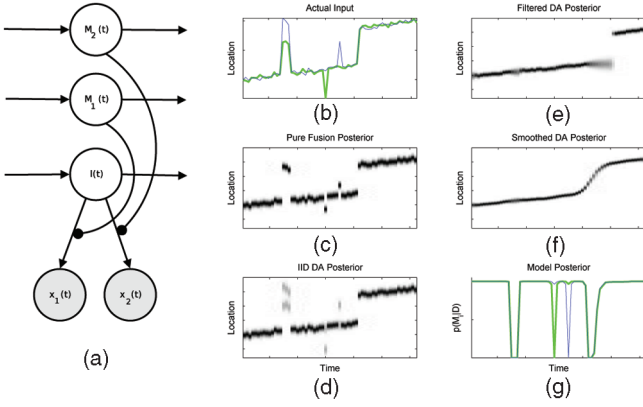 M₂(t)
M₁(t)
l(t)
x₁(t)
x₂(t)
(a)
Actual Input
Location
(b)
Pure Fusion Posterior
Location
(c)
IID DA Posterior
Location
Time
(d)
Filtered DA Posterior
Location
(e)
Smoothed DA Posterior
Location
(f)
Model Posterior
p(Mᵢ|D)
Time
(g)